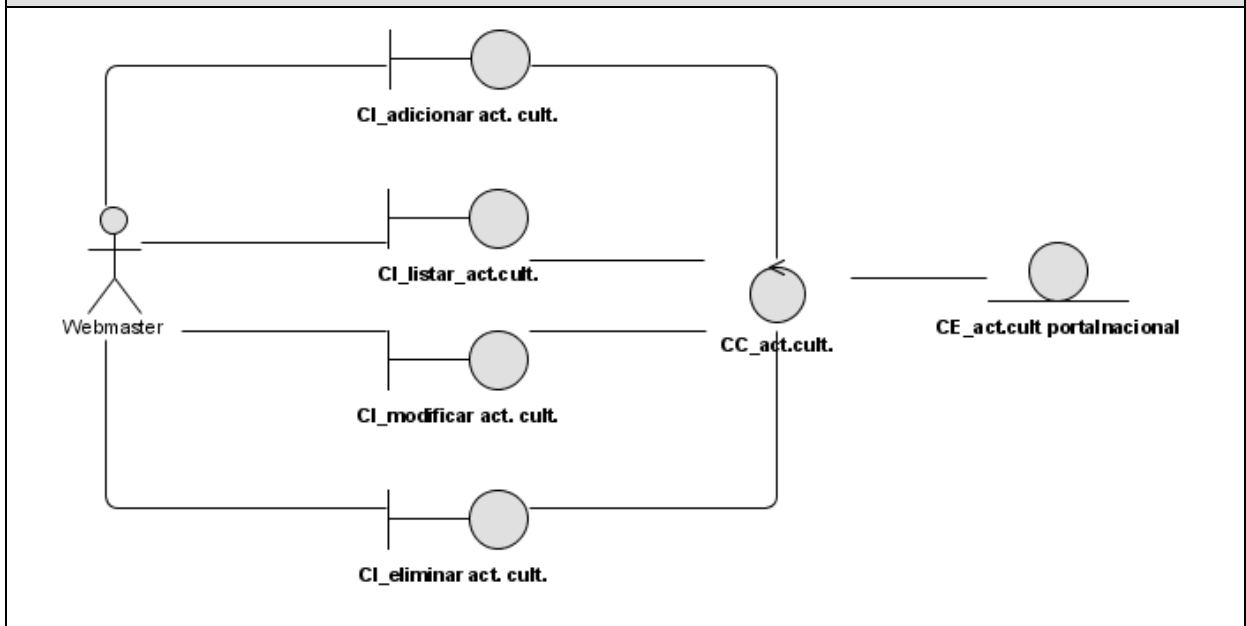 CI_adicionar act. cult.
CI_listar_act.cult.
Webmaster
CE_act.cult portalnacional
CC_act.cult.
CI_modificar act. cult.
CI_eliminar act. cult.